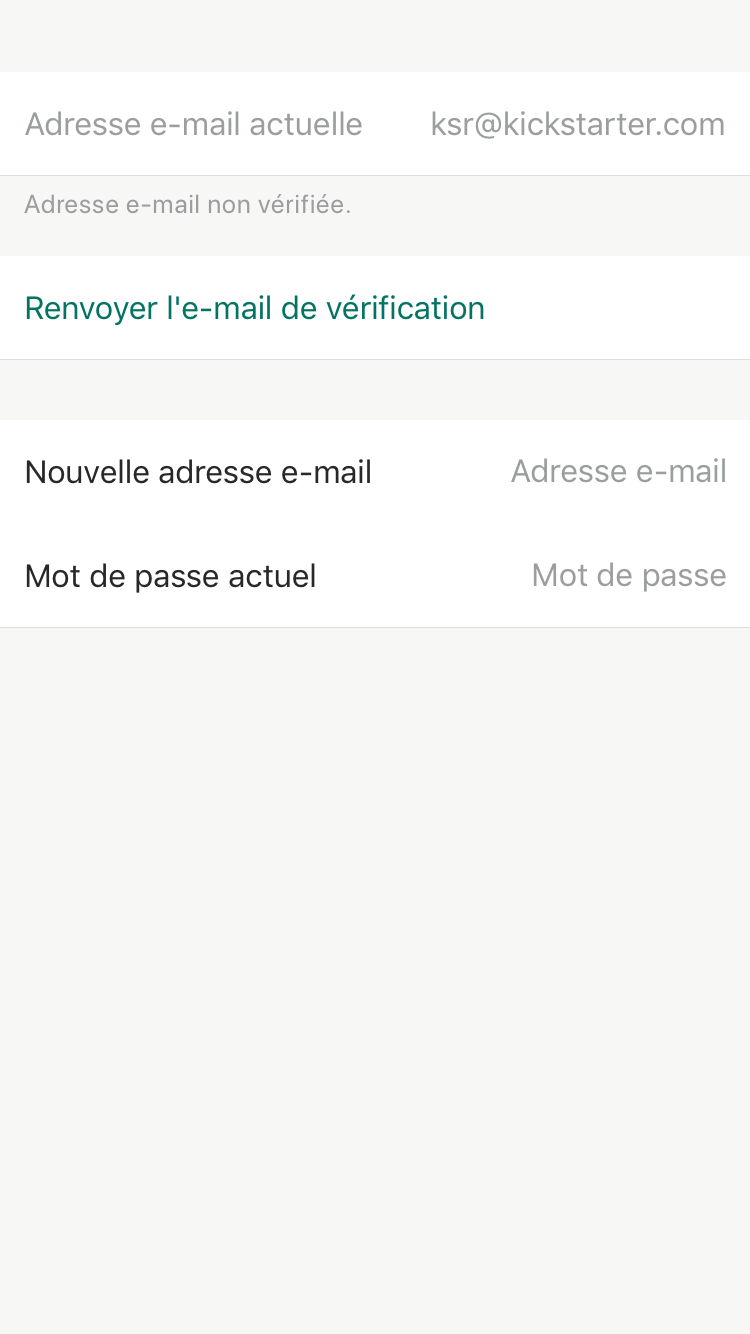 Adresse e-mail actuelle ksr@kickstarter.com
Adresse e-mail non vérifiée.
Renvoyer l'e-mail de vérification
Nouvelle adresse e-mail Adresse e-mail
Mot de passe actuel Mot de passe